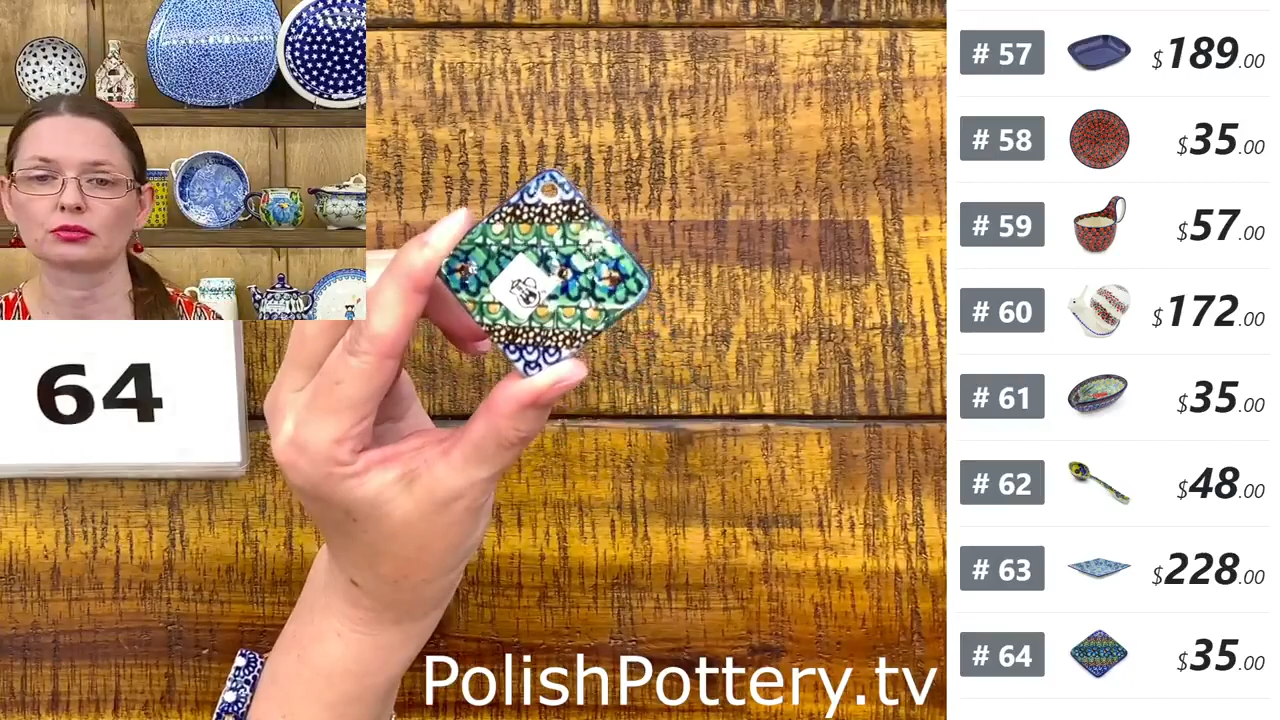 64
PolishPottery.tv
# 57 $189.00
# 58 $35.00
# 59 $57.00
# 60 $172.00
# 61 $35.00
# 62 $48.00
# 63 $228.00
# 64 $35.00